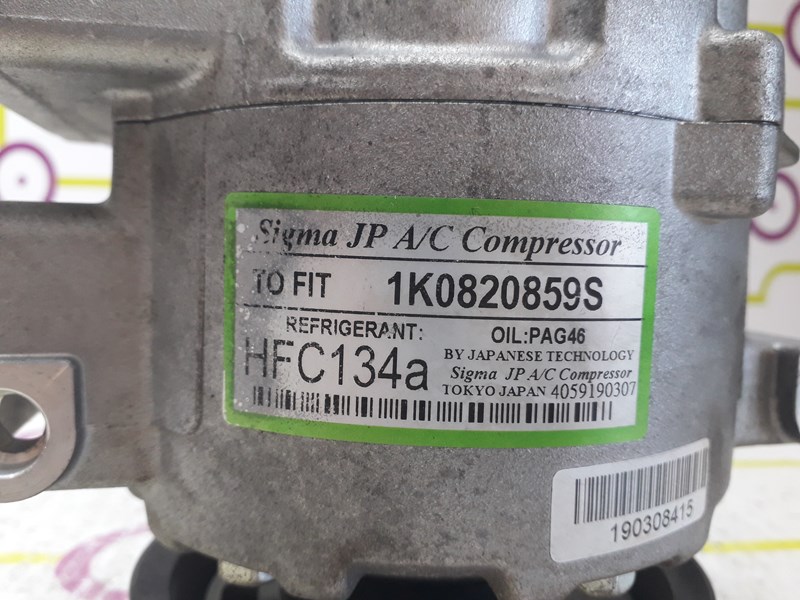 Sigma JP A/C Compressor
TO FIT 1K0820859S
REFRIGERANT: OIL:PAG46
HFC134a BY JAPANESE TECHNOLOGY
Sigma JP A/C Compressor
TOKYO JAPAN 4059190307
190308415